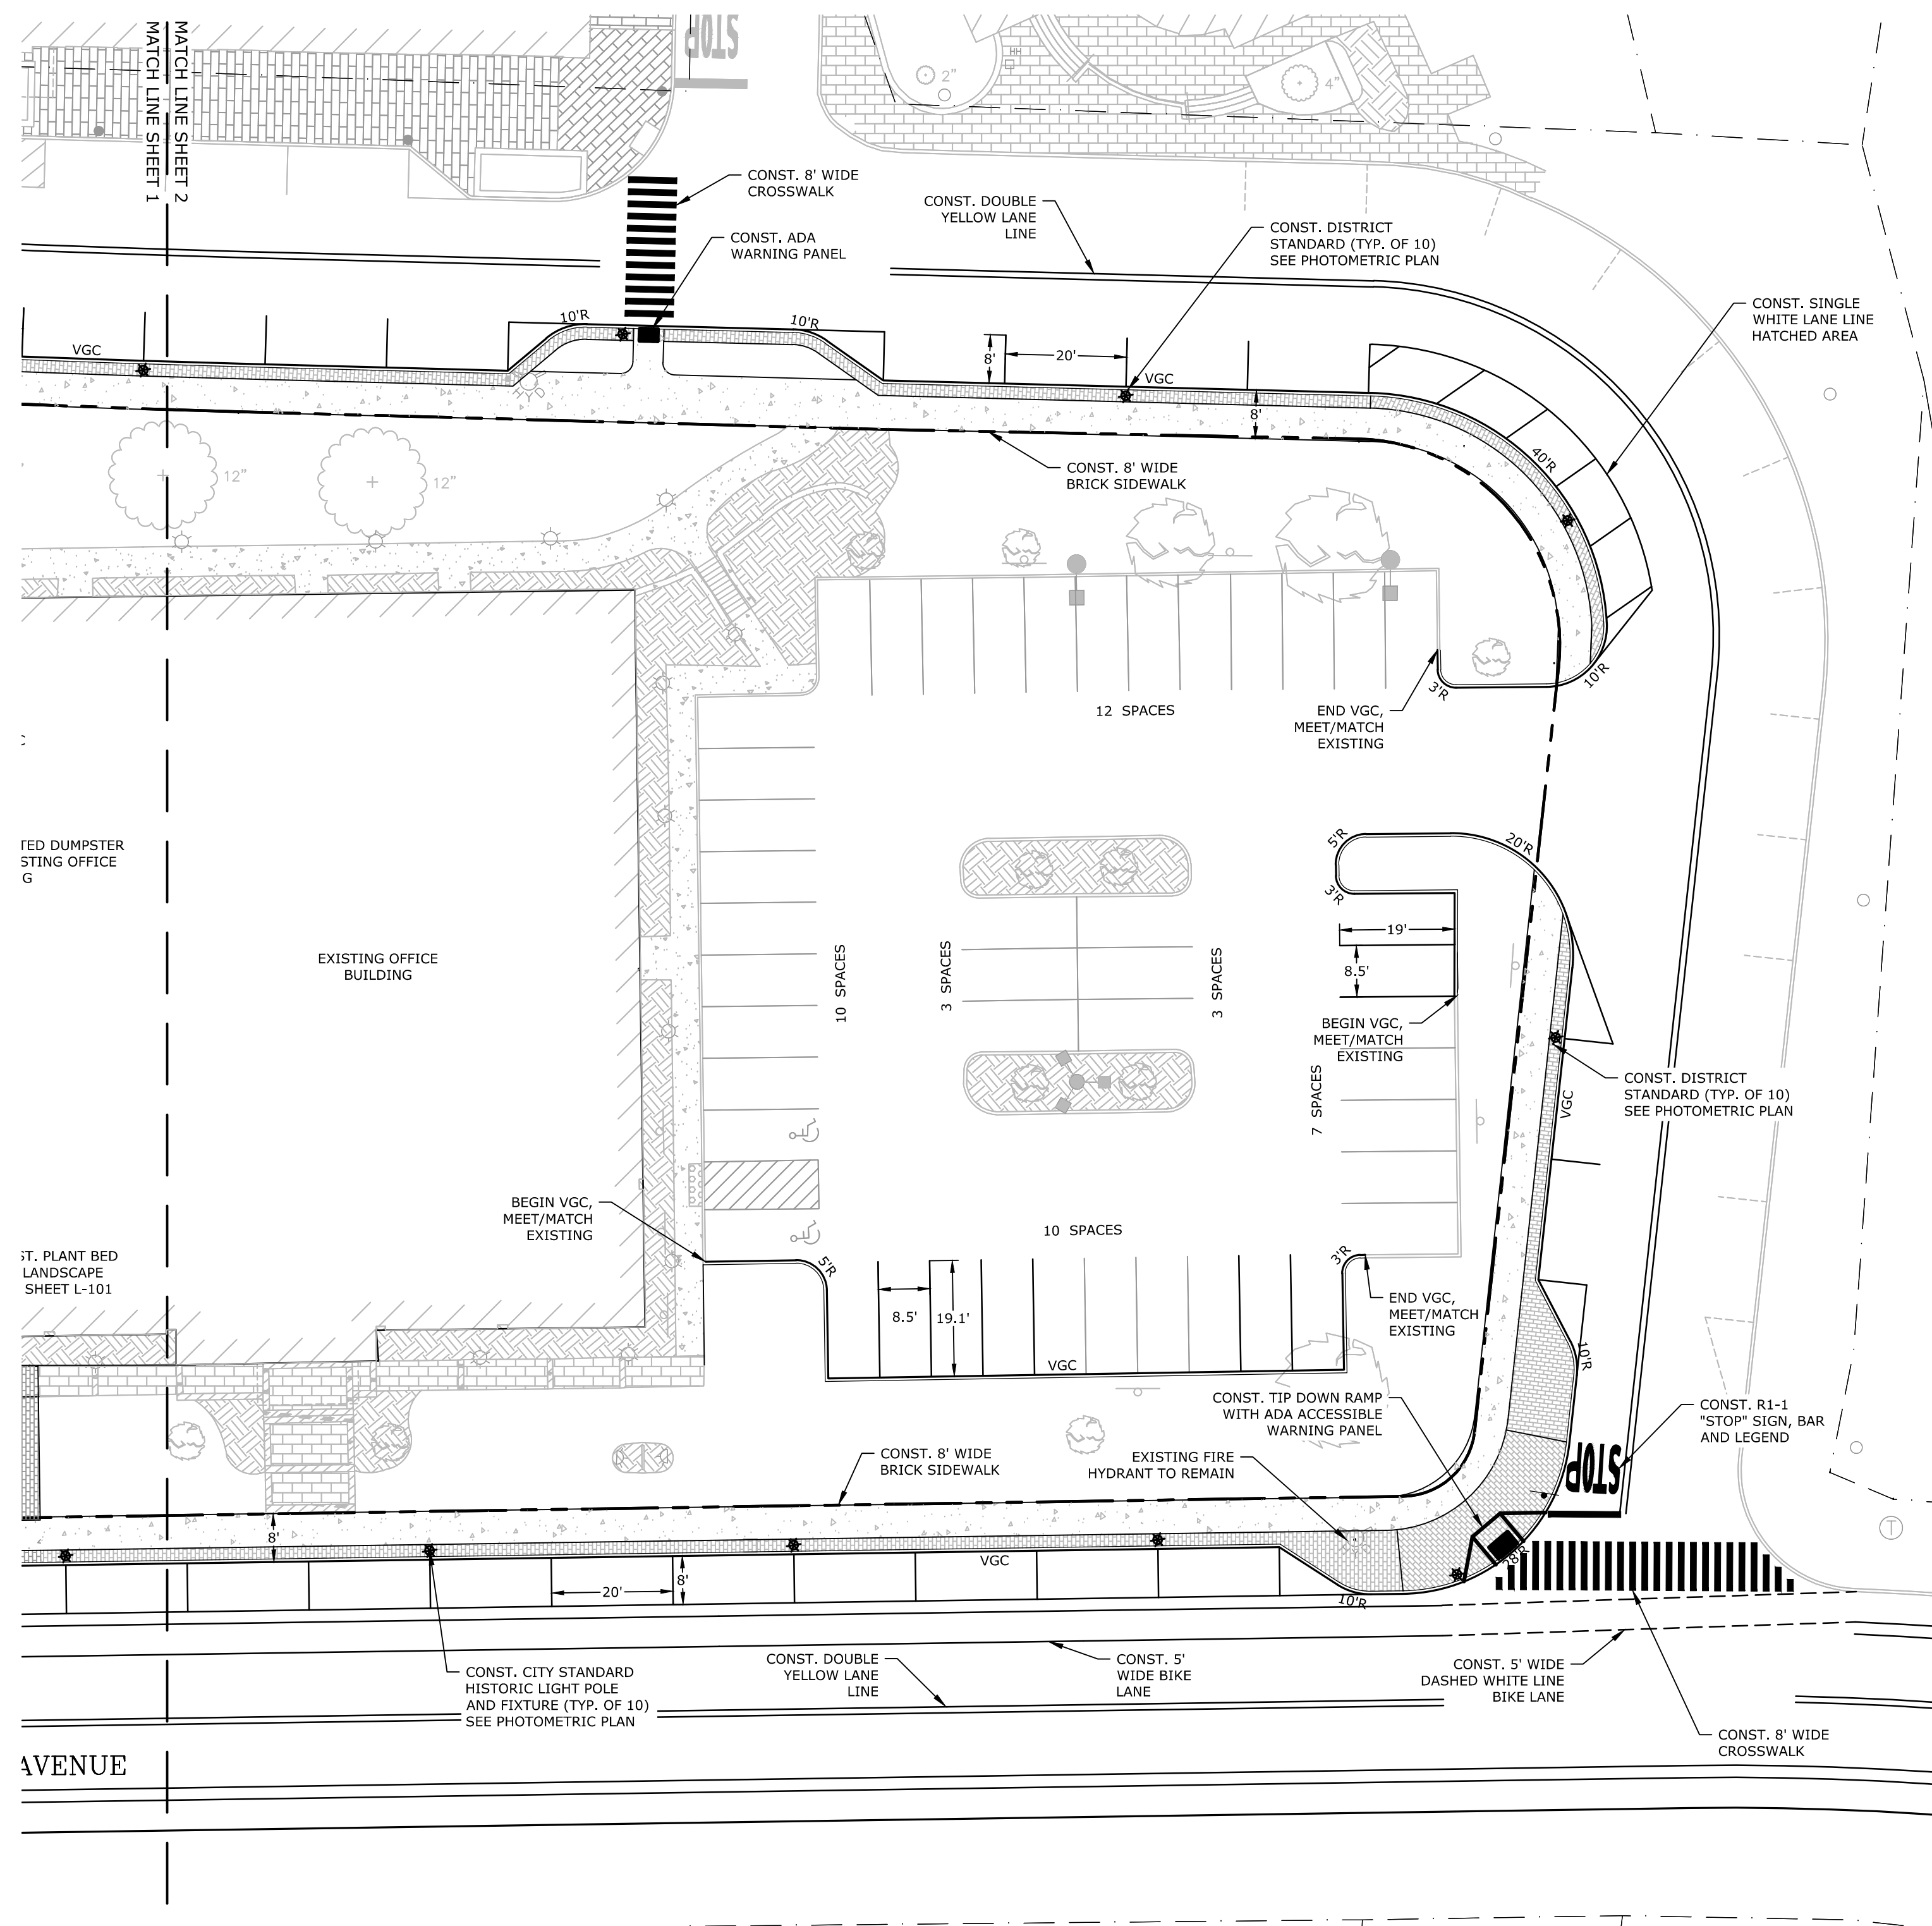 MATCH LINE SHEET 2
MATCH LINE SHEET 1
STOP
HH
2"
4"
CONST. 8' WIDE
CROSSWALK
CONST. ADA
WARNING PANEL
CONST. DOUBLE
YELLOW LANE
LINE
CONST. DISTRICT
STANDARD (TYP. OF 10)
SEE PHOTOMETRIC PLAN
CONST. SINGLE
WHITE LANE LINE
HATCHED AREA
10'R
10'R
VGC
8'
20'
VGC
8'
40'R
CONST. 8' WIDE
BRICK SIDEWALK
12"
12"
10'R
3'R
12 SPACES
END VGC,
MEET/MATCH
EXISTING
TED DUMPSTER
STING OFFICE
G
5'R
20'R
3'R
19'
8.5'
EXISTING OFFICE
BUILDING
10 SPACES
3 SPACES
3 SPACES
BEGIN VGC,
MEET/MATCH
EXISTING
7 SPACES
CONST. DISTRICT
STANDARD (TYP. OF 10)
SEE PHOTOMETRIC PLAN
VGC
BEGIN VGC,
MEET/MATCH
EXISTING
10 SPACES
5'R
3'R
ST. PLANT BED
LANDSCAPE
SHEET L-101
8.5'
19.1'
END VGC,
MEET/MATCH
EXISTING
VGC
10'R
CONST. TIP DOWN RAMP
WITH ADA ACCESSIBLE
WARNING PANEL
CONST. R1-1
"STOP" SIGN, BAR
AND LEGEND
CONST. 8' WIDE
BRICK SIDEWALK
EXISTING FIRE
HYDRANT TO REMAIN
STOP
T
8'
28'R
VGC
20'
8'
10'R
CONST. CITY STANDARD
HISTORIC LIGHT POLE
AND FIXTURE (TYP. OF 10)
SEE PHOTOMETRIC PLAN
CONST. DOUBLE
YELLOW LANE
LINE
CONST. 5'
WIDE BIKE
LANE
CONST. 5' WIDE
DASHED WHITE LINE
BIKE LANE
CONST. 8' WIDE
CROSSWALK
AVENUE